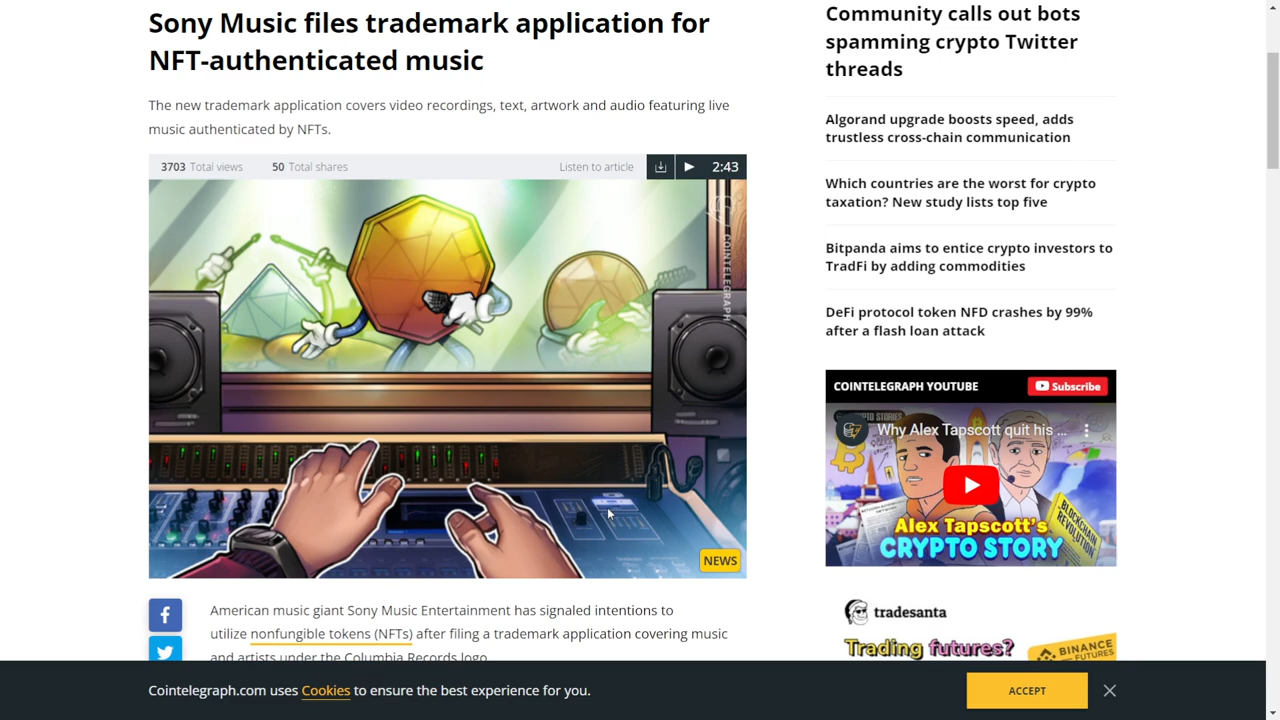 Sony Music files trademark application for
NFT-authenticated music
The new trademark application covers video recordings, text, artwork and audio featuring live
music authenticated by NFTs.
3703 Total views 50 Total shares Listen to article 2:43
COINTELEGRAPH
NEWS
American music giant Sony Music Entertainment has signaled intentions to
utilize nonfungible tokens (NFTs) after filing a trademark application covering music
and artists under the Columbia Records logo.
Community calls out bots
spamming crypto Twitter
threads
Algorand upgrade boosts speed, adds
trustless cross-chain communication
Which countries are the worst for crypto
taxation? New study lists top five
Bitpanda aims to entice crypto investors to
TradFi by adding commodities
DeFi protocol token NFD crashes by 99%
after a flash loan attack
COINTELEGRAPH YOUTUBE Subscribe
Why Alex Tapscott quit his ...
BLOCKCHAIN
REVOLUTION
ALEX TAPSCOTT'S
CRYPTO STORY
tradesanta
Trading futures?
BINANCE
FUTURES
Cointelegraph.com uses Cookies to ensure the best experience for you.
ACCEPT